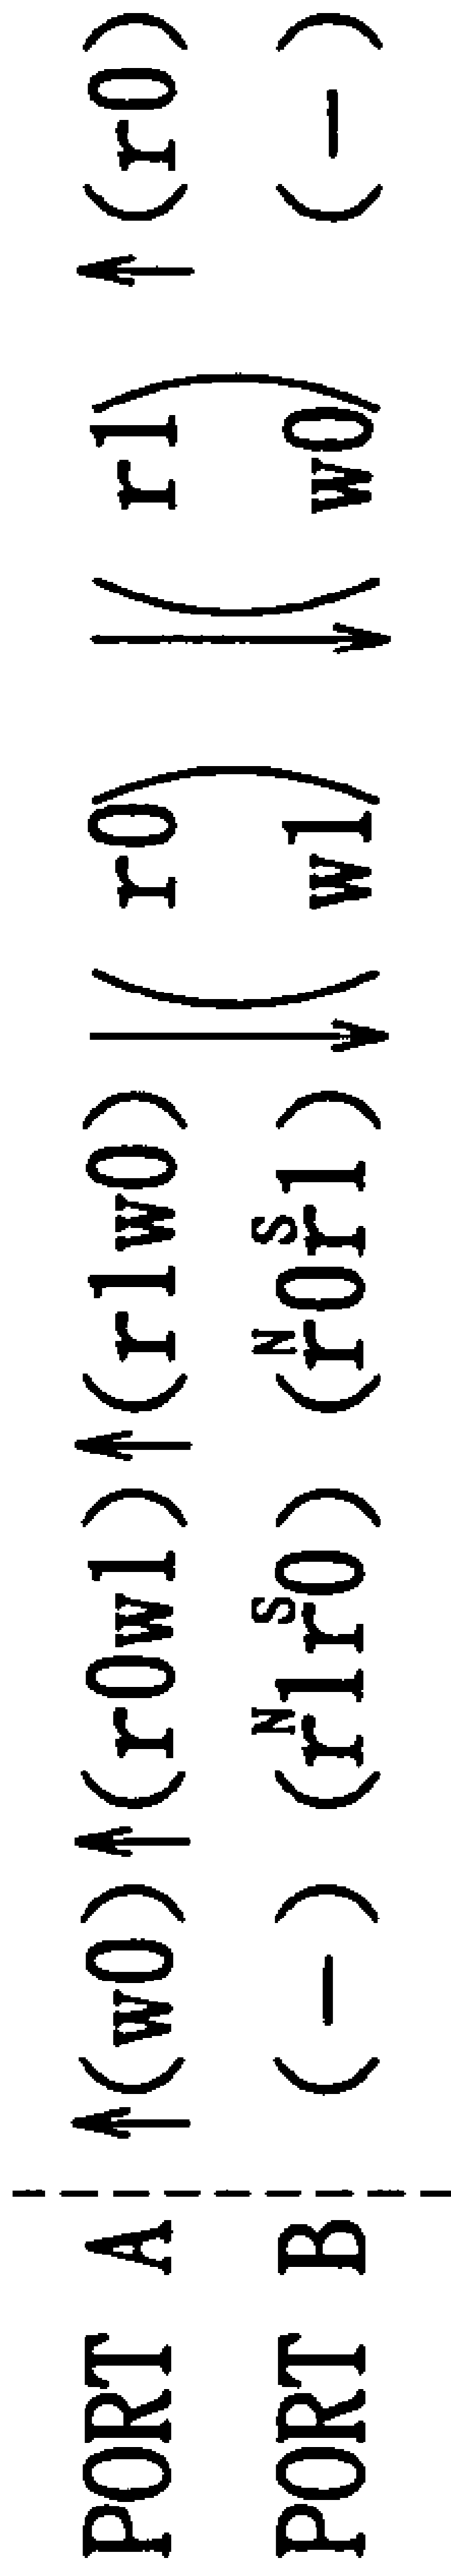 PORT A ↑(w0) ↑(r0w1) ↑(r1w0) ↓(r0) ↓(r1) ↑(r0)
N S N S
PORT B (−) (r1r0) (r0r1) w1 w0 (−)